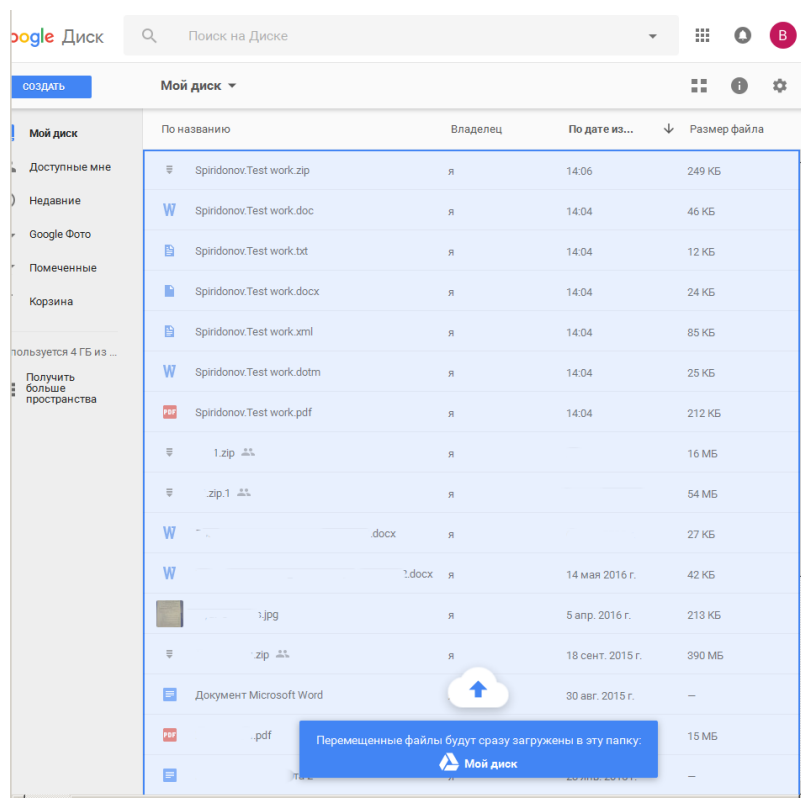 oogle Диск
Поиск на Диске
B
СОЗДАТЬ
Мой диск
Мой диск
Доступные мне
Недавние
Google Фото
Помеченные
Корзина
пользуется 4 ГБ из ...
Получить
больше
пространства
По названию Владелец По дате из... Размер файла
Spiridonov.Test work.zip я 14:06 249 КБ
W Spiridonov.Test work.doc я 14:04 46 КБ
Spiridonov.Test work.txt я 14:04 12 КБ
Spiridonov.Test work.docx я 14:04 24 КБ
Spiridonov.Test work.xml я 14:04 85 КБ
W Spiridonov.Test work.dotm я 14:04 25 КБ
PDF Spiridonov.Test work.pdf я 14:04 212 КБ
1.zip я 16 МБ
.zip.1 я 54 МБ
W .docx я 27 КБ
W 2.docx я 14 мая 2016 г. 42 КБ
.jpg я 5 апр. 2016 г. 213 КБ
.zip я 18 сент. 2015 г. 390 МБ
Документ Microsoft Word 30 авг. 2015 г. —
PDF .pdf 15 МБ
—
Перемещенные файлы будут сразу загружены в эту папку:
Мой диск